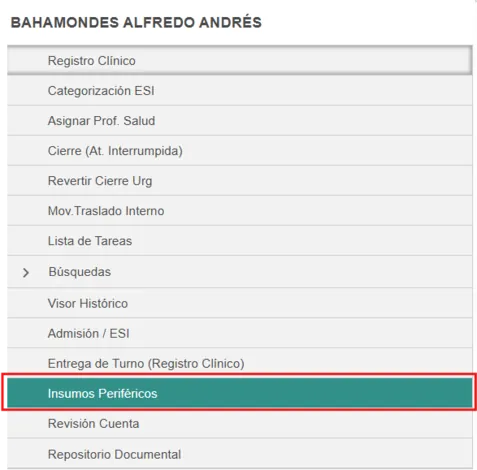 BAHAMONDES ALFREDO ANDRÉS
Registro Clínico
Categorización ESI
Asignar Prof. Salud
Cierre (At. Interrumpida)
Revertir Cierre Urg
Mov.Traslado Interno
Lista de Tareas
Búsquedas
Visor Histórico
Admisión / ESI
Entrega de Turno (Registro Clínico)
Insumos Periféricos
Revisión Cuenta
Repositorio Documental